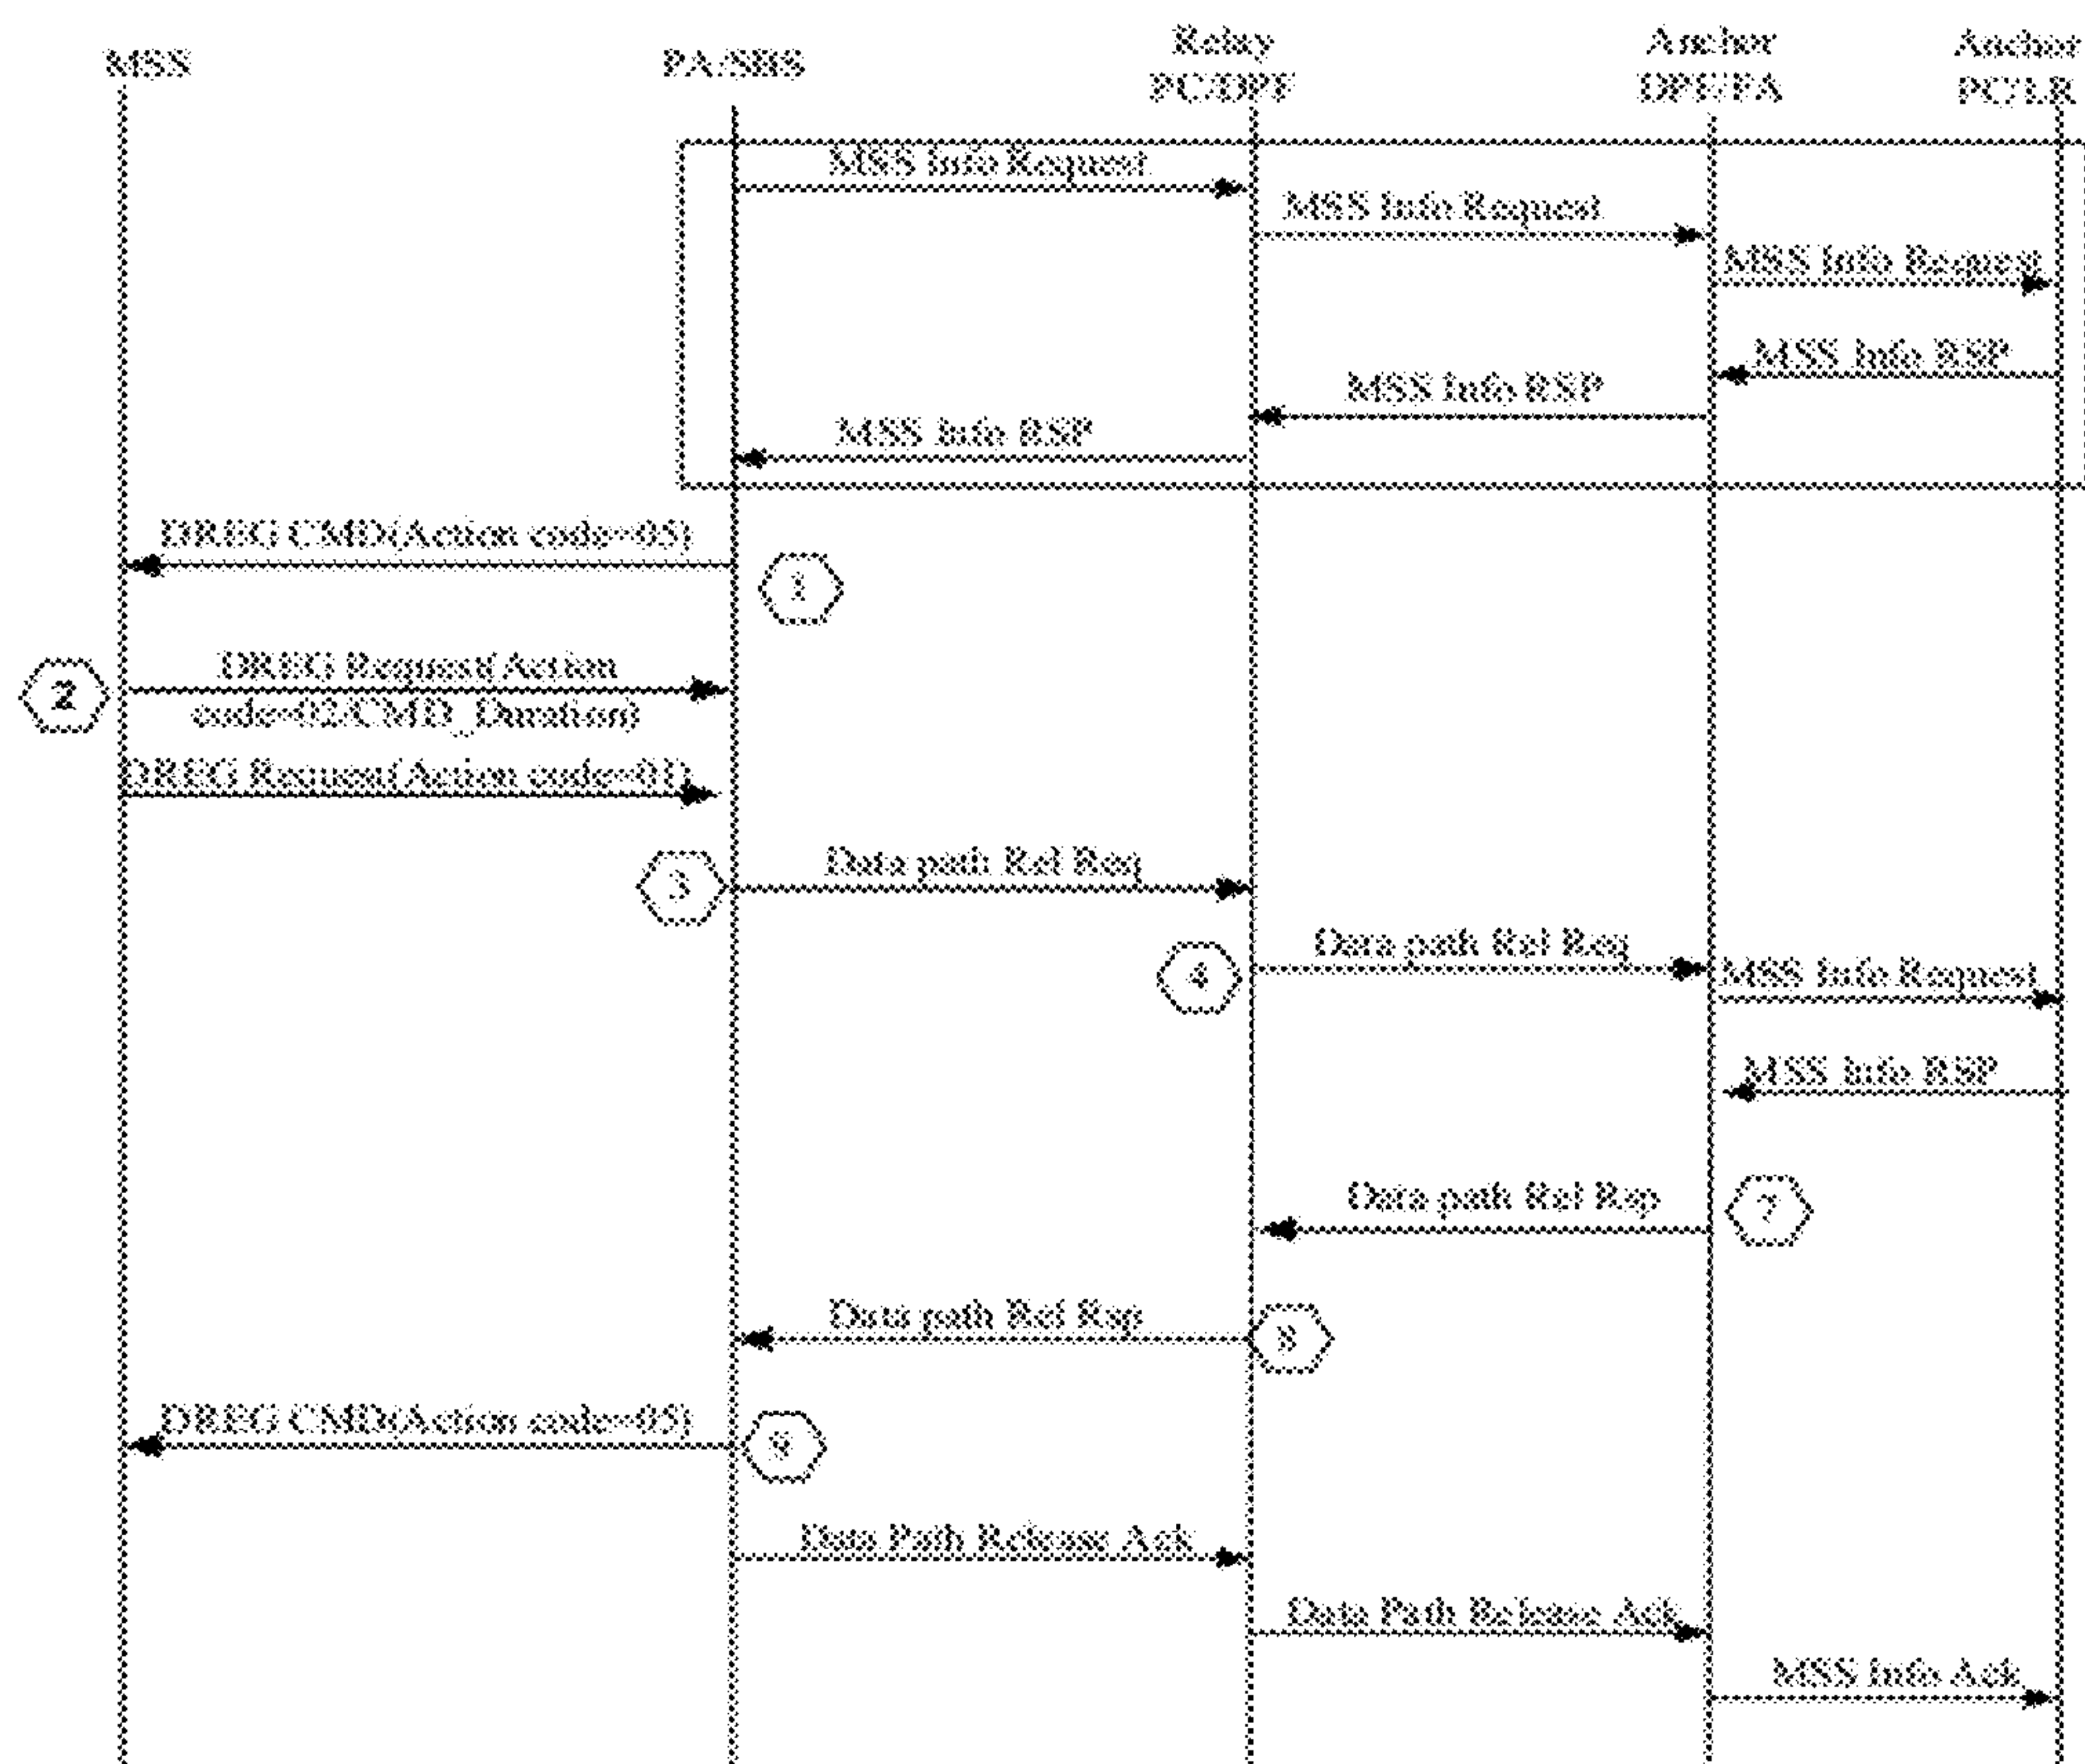 MSS
PA/SBS
Relay
PC/DPF
Anchor
DPF/FA
Anchor
PC/LR
MSS Info Request
MSS Info Request
MSS Info Request
MSS Info RSP
MSS Info RSP
MSS Info RSP
DREG CMD(Action code=05)
1
2
DREG Request(Action
code=02/CMD_Duration)
DREG Request(Action code=01)
3
Data path Rel Req
4
Data path Rel Req
MSS Info Request
MSS Info RSP
Data path Rel Rsp
7
Data path Rel Rsp
8
DREG CMD(Action code=05)
9
Data Path Release Ack
Data Path Release Ack
MSS Info Ack